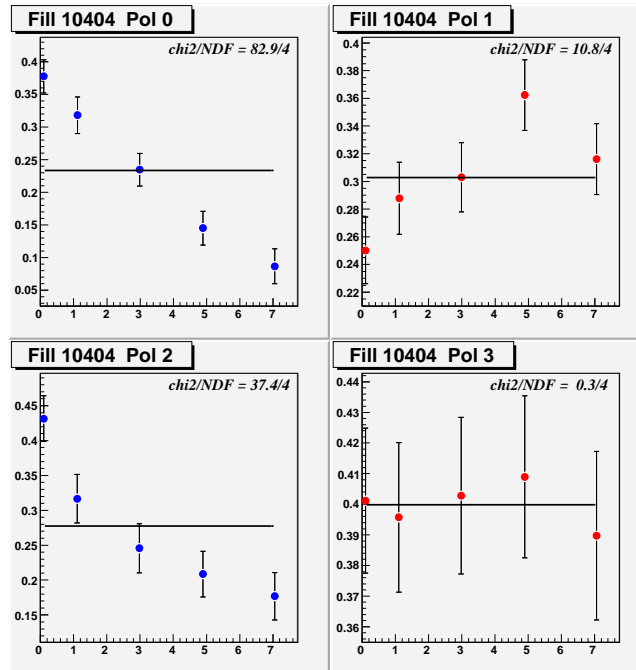 Fill 10404 Pol 0
chi2/NDF = 82.9/4
0.4
0.35
0.3
0.25
0.2
0.15
0.1
0.05
0 1 2 3 4 5 6 7
Fill 10404 Pol 1
chi2/NDF = 10.8/4
0.4
0.38
0.36
0.34
0.32
0.3
0.28
0.26
0.24
0.22
0 1 2 3 4 5 6 7
Fill 10404 Pol 2
chi2/NDF = 37.4/4
0.45
0.4
0.35
0.3
0.25
0.2
0.15
0 1 2 3 4 5 6 7
Fill 10404 Pol 3
chi2/NDF = 0.3/4
0.44
0.43
0.42
0.41
0.4
0.39
0.38
0.37
0.36
0 1 2 3 4 5 6 7